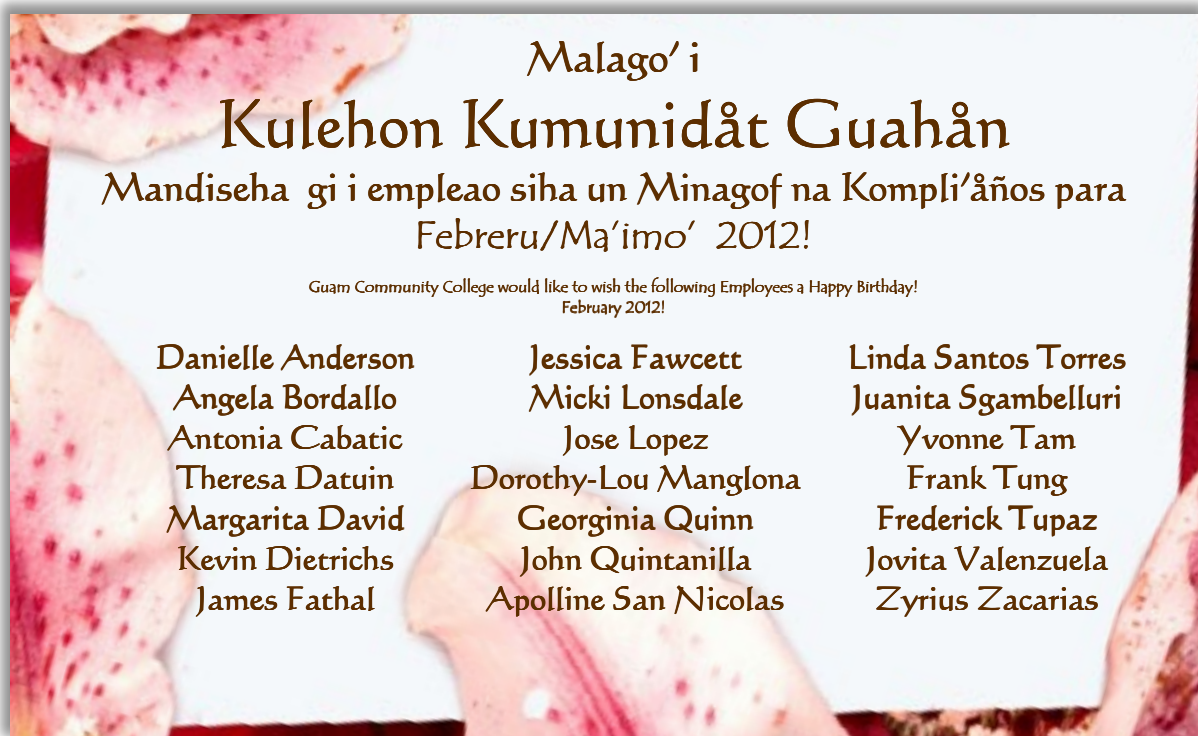 Malago' i
Kulehon Kumunidåt Guahån
Mandiseha gi i empleao siha un Minagof na Kompli'åños para
Febreru/Ma'imo' 2012!
Guam Community College would like to wish the following Employees a Happy Birthday!
February 2012!
Danielle Anderson
Angela Bordallo
Antonia Cabatic
Theresa Datuin
Margarita David
Kevin Dietrichs
James Fathal
Jessica Fawcett
Micki Lonsdale
Jose Lopez
Dorothy-Lou Manglona
Georginia Quinn
John Quintanilla
Apolline San Nicolas
Linda Santos Torres
Juanita Sgambelluri
Yvonne Tam
Frank Tung
Frederick Tupaz
Jovita Valenzuela
Zyrius Zacarias